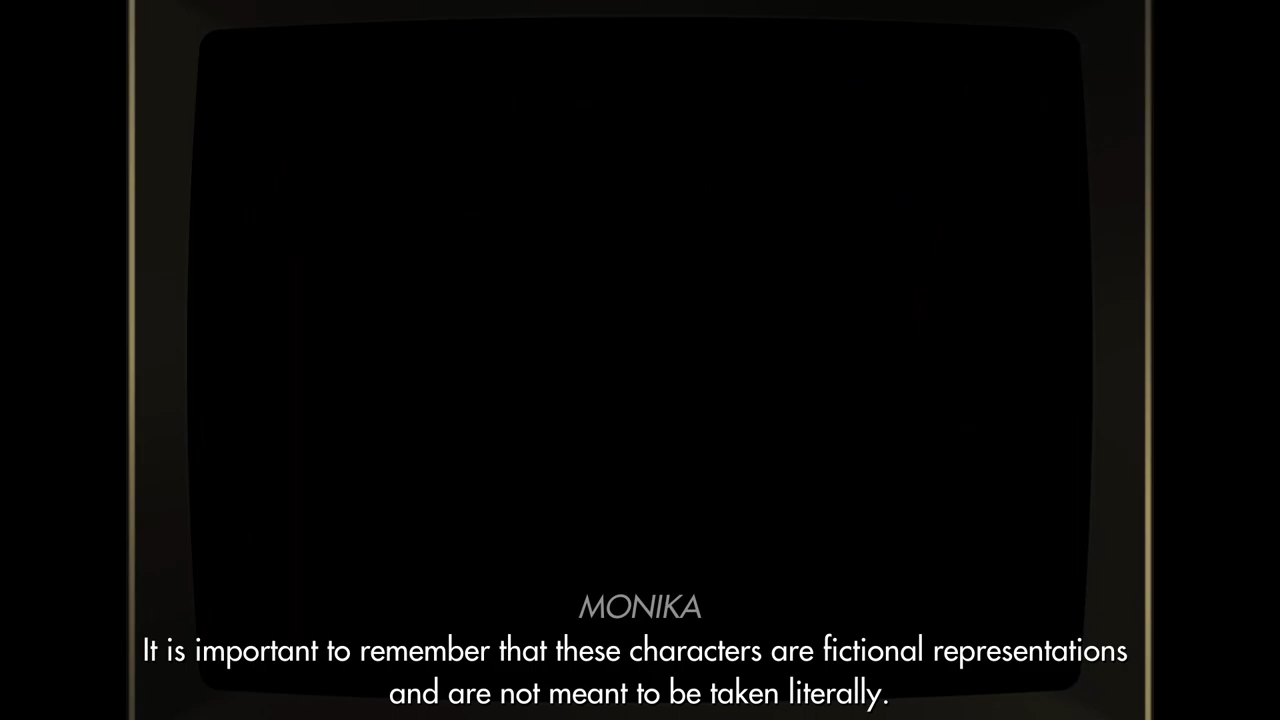 MONIKA
It is important to remember that these characters are fictional representations
and are not meant to be taken literally.